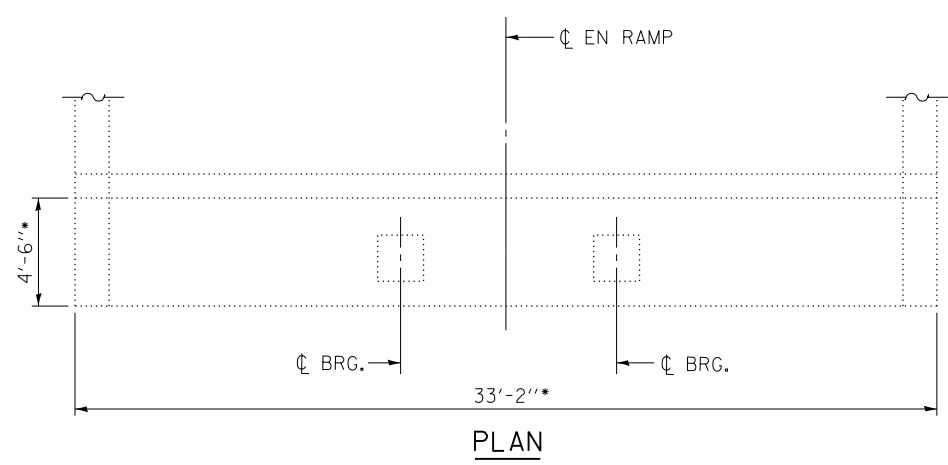 ℄ EN RAMP
4'-6"*
℄ BRG.
℄ BRG.
33'-2"*
PLAN